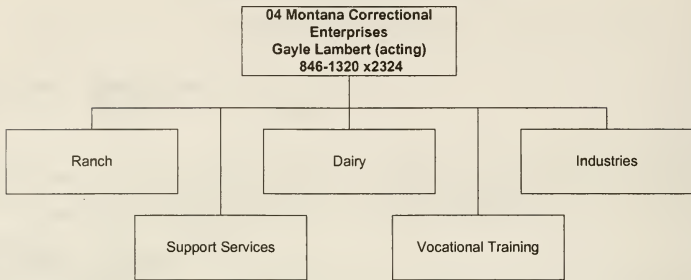 04 Montana Correctional
Enterprises
Gayle Lambert (acting)
846-1320 x2324
Ranch
Dairy
Industries
Support Services
Vocational Training